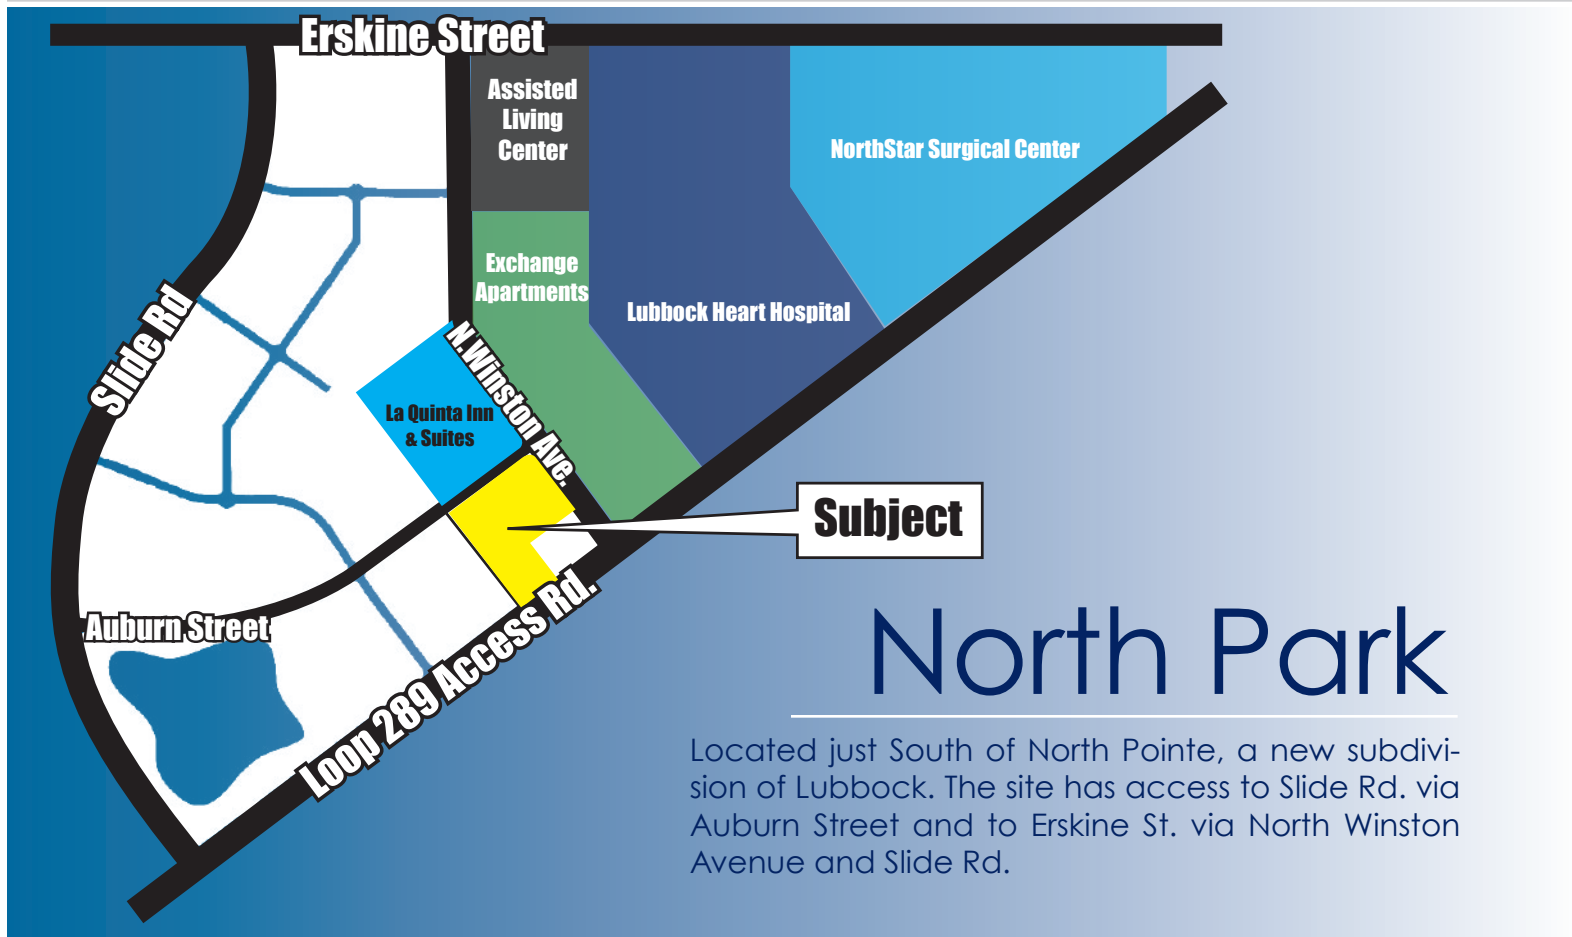 Erskine Street
Assisted
Living
Center
NorthStar Surgical Center
Exchange
Apartments
Lubbock Heart Hospital
Slide Rd
N.Winston Ave.
La Quinta Inn
& Suites
Subject
Auburn Street
Loop 289 Access Rd.
North Park
Located just South of North Pointe, a new subdivi-
sion of Lubbock. The site has access to Slide Rd. via
Auburn Street and to Erskine St. via North Winston
Avenue and Slide Rd.